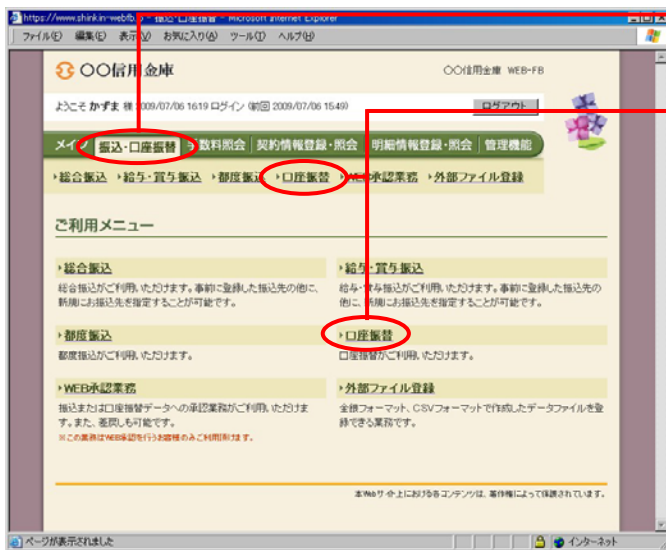 https://www.shinkin-webfb. - 振込・口座振替 - Microsoft Internet Explorer
ファイル(F) 編集(E) 表示(V) お気に入り(A) ツール(T) ヘルプ(H)
〇〇信用金庫
〇〇信用金庫 WEB-FB
ようこそ かずま 様 2009/07/06 1619 ログイン (前回 2009/07/06 1549)
ログアウト
メイン 振込・口座振替 手数料照会 契約情報登録・照会 明細情報登録・照会 管理機能
総合振込 給与・賞与振込 都度振込 口座振替 WEB承認業務 外部ファイル登録
ご利用メニュー
総合振込
総合振込がご利用いただけます。事前に登録した振込先の他に、
新規にお振込先を指定することが可能です。
給与・賞与振込
給与・賞与振込がご利用いただけます。事前に登録した振込先の
他に、新規にお振込先を指定することが可能です。
都度振込
都度振込がご利用いただけます。
口座振替
口座振替がご利用いただけます。
WEB承認業務
振込または口座振替データへの承認業務がご利用いただけま
す。また、差戻しも可能です。
※この業務はWEB承認を行うお客様のみご利用頂けます。
外部ファイル登録
全銀フォーマット、CSVフォーマットで作成したデータファイルを登
録できる業務です。
本Webサイト上におけるコンテンツは、著作権によって保護されています。
ページが表示されました
インターネット